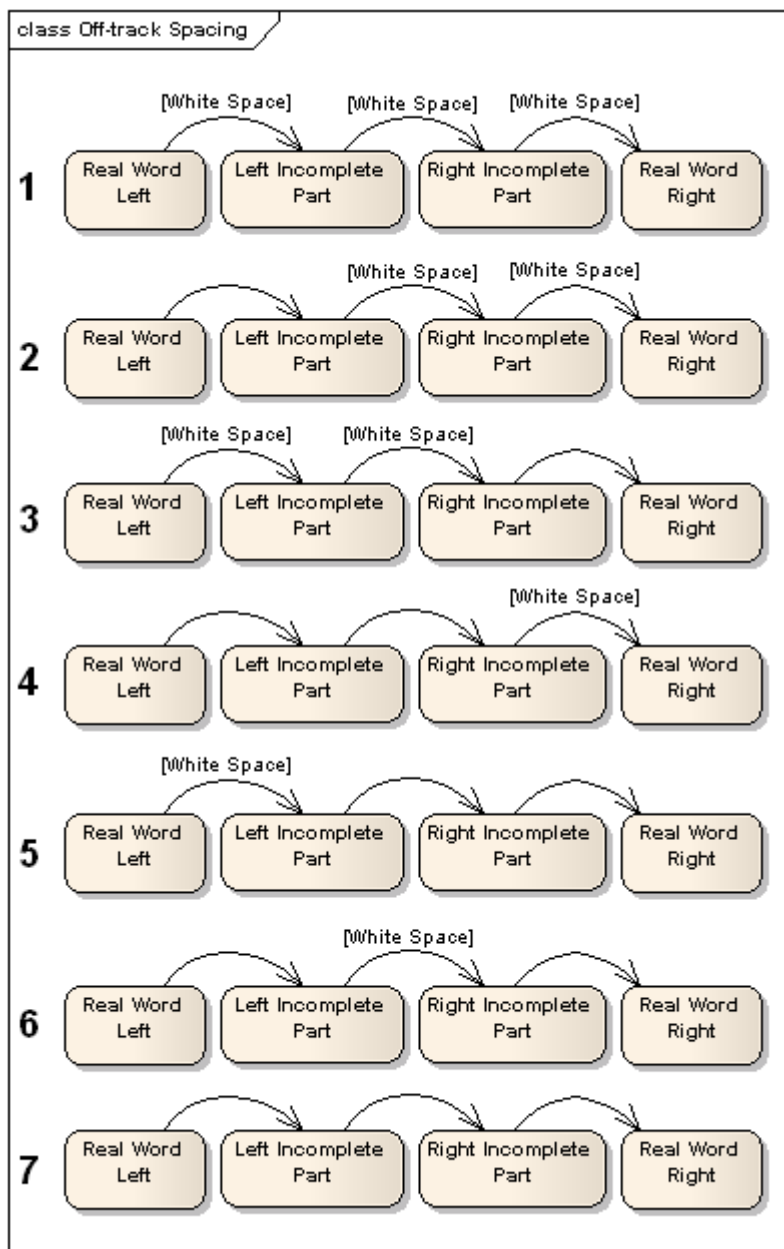 class Off-track Spacing
[White Space] [White Space] [White Space]
1
Real Word Left
Left Incomplete Part
Right Incomplete Part
Real Word Right
[White Space] [White Space]
2
Real Word Left
Left Incomplete Part
Right Incomplete Part
Real Word Right
[White Space] [White Space]
3
Real Word Left
Left Incomplete Part
Right Incomplete Part
Real Word Right
[White Space]
4
Real Word Left
Left Incomplete Part
Right Incomplete Part
Real Word Right
[White Space]
5
Real Word Left
Left Incomplete Part
Right Incomplete Part
Real Word Right
[White Space]
6
Real Word Left
Left Incomplete Part
Right Incomplete Part
Real Word Right
7
Real Word Left
Left Incomplete Part
Right Incomplete Part
Real Word Right